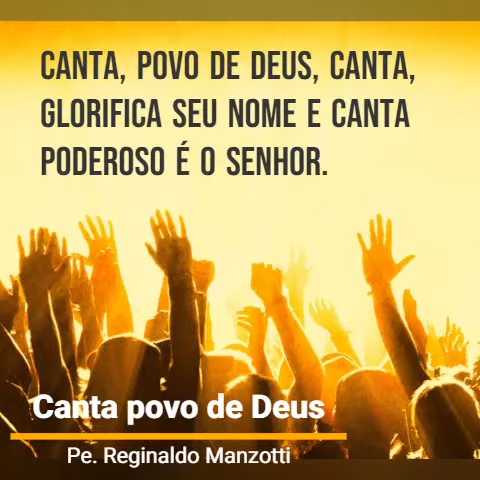 CANTA, POVO DE DEUS, CANTA,
GLORIFICA SEU NOME E CANTA
PODEROSO É O SENHOR.
Canta povo de Deus
Pe. Reginaldo Manzotti